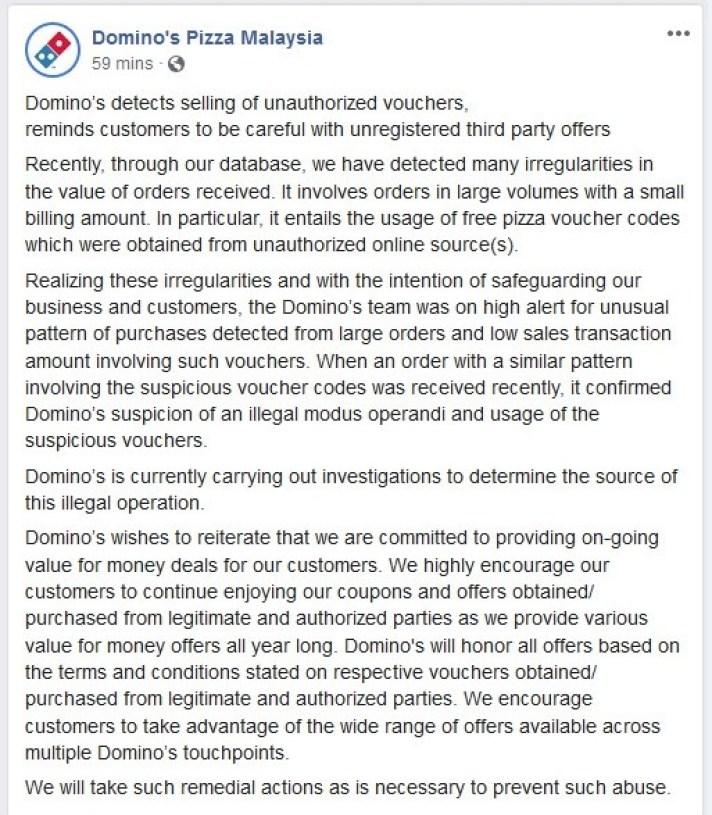 Domino's Pizza Malaysia
59 mins ·
Domino's detects selling of unauthorized vouchers,
reminds customers to be careful with unregistered third party offers
Recently, through our database, we have detected many irregularities in
the value of orders received. It involves orders in large volumes with a small
billing amount. In particular, it entails the usage of free pizza voucher codes
which were obtained from unauthorized online source(s).
Realizing these irregularities and with the intention of safeguarding our
business and customers, the Domino's team was on high alert for unusual
pattern of purchases detected from large orders and low sales transaction
amount involving such vouchers. When an order with a similar pattern
involving the suspicious voucher codes was received recently, it confirmed
Domino's suspicion of an illegal modus operandi and usage of the
suspicious vouchers.
Domino's is currently carrying out investigations to determine the source of
this illegal operation.
Domino's wishes to reiterate that we are committed to providing on-going
value for money deals for our customers. We highly encourage our
customers to continue enjoying our coupons and offers obtained/
purchased from legitimate and authorized parties as we provide various
value for money offers all year long. Domino's will honor all offers based on
the terms and conditions stated on respective vouchers obtained/
purchased from legitimate and authorized parties. We encourage
customers to take advantage of the wide range of offers available across
multiple Domino's touchpoints.
We will take such remedial actions as is necessary to prevent such abuse.